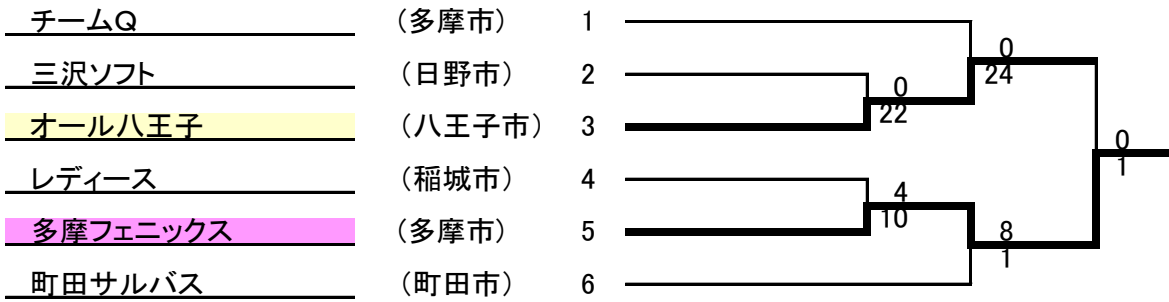 チームQ （多摩市） 1
0
三沢ソフト （日野市） 2
24
0
22
オール八王子 （八王子市） 3
0
1
レディース （稲城市） 4
4
10
多摩フェニックス （多摩市） 5
8
1
町田サルバス （町田市） 6